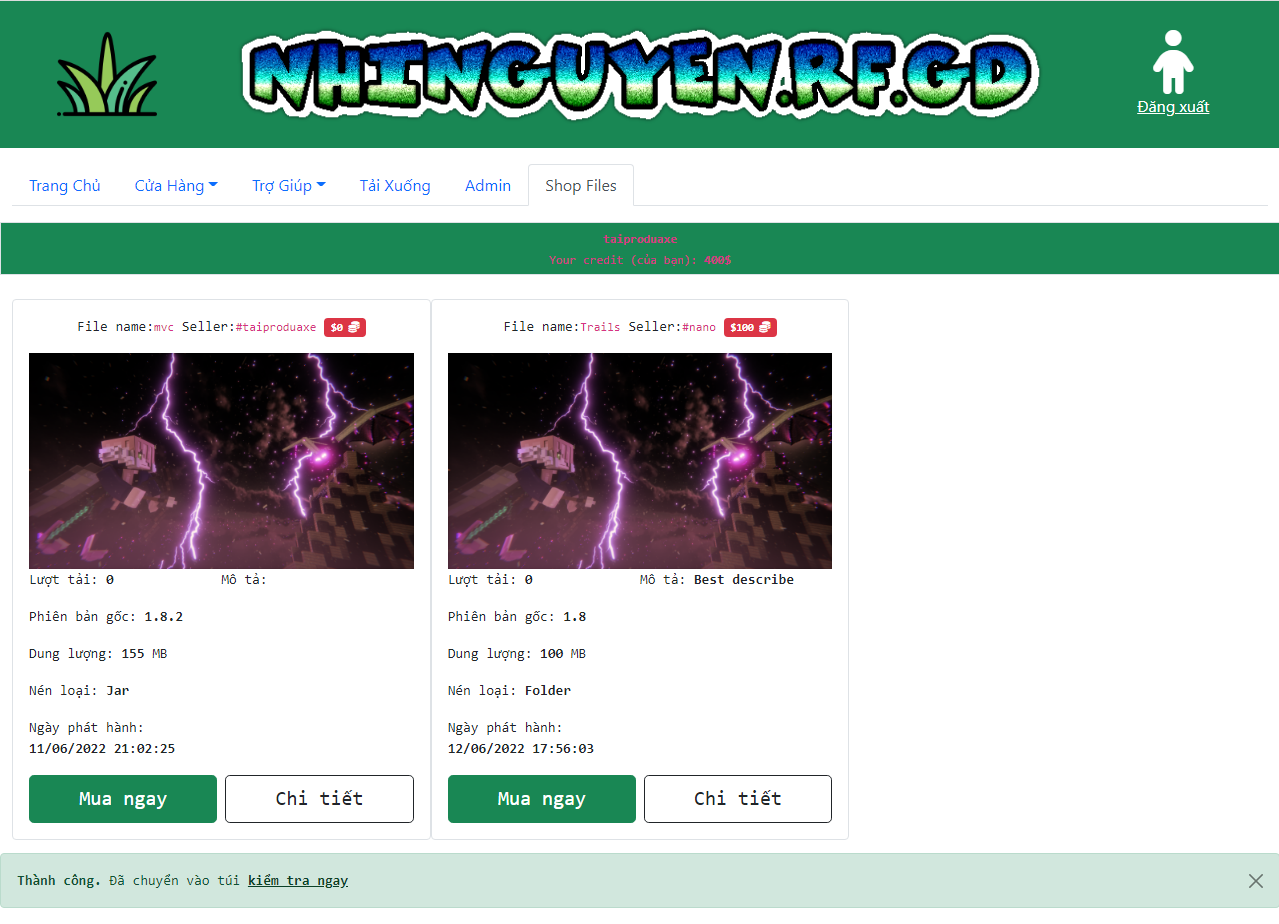 NHINGUYEN.RF.GD
Đăng xuất
Trang Chủ Cửa Hàng Trợ Giúp Tải Xuống Admin Shop Files
taiproduaxe
Your credit (của bạn): 400$
File name:mvc Seller:#taiproduaxe $0
Lượt tải: 0 Mô tả:
Phiên bản gốc: 1.8.2
Dung lượng: 155 MB
Nén loại: Jar
Ngày phát hành:
11/06/2022 21:02:25
Mua ngay Chi tiết
File name:Trails Seller:#nano $100
Lượt tải: 0 Mô tả: Best describe
Phiên bản gốc: 1.8
Dung lượng: 100 MB
Nén loại: Folder
Ngày phát hành:
12/06/2022 17:56:03
Mua ngay Chi tiết
Thành công. Đã chuyển vào túi kiểm tra ngay